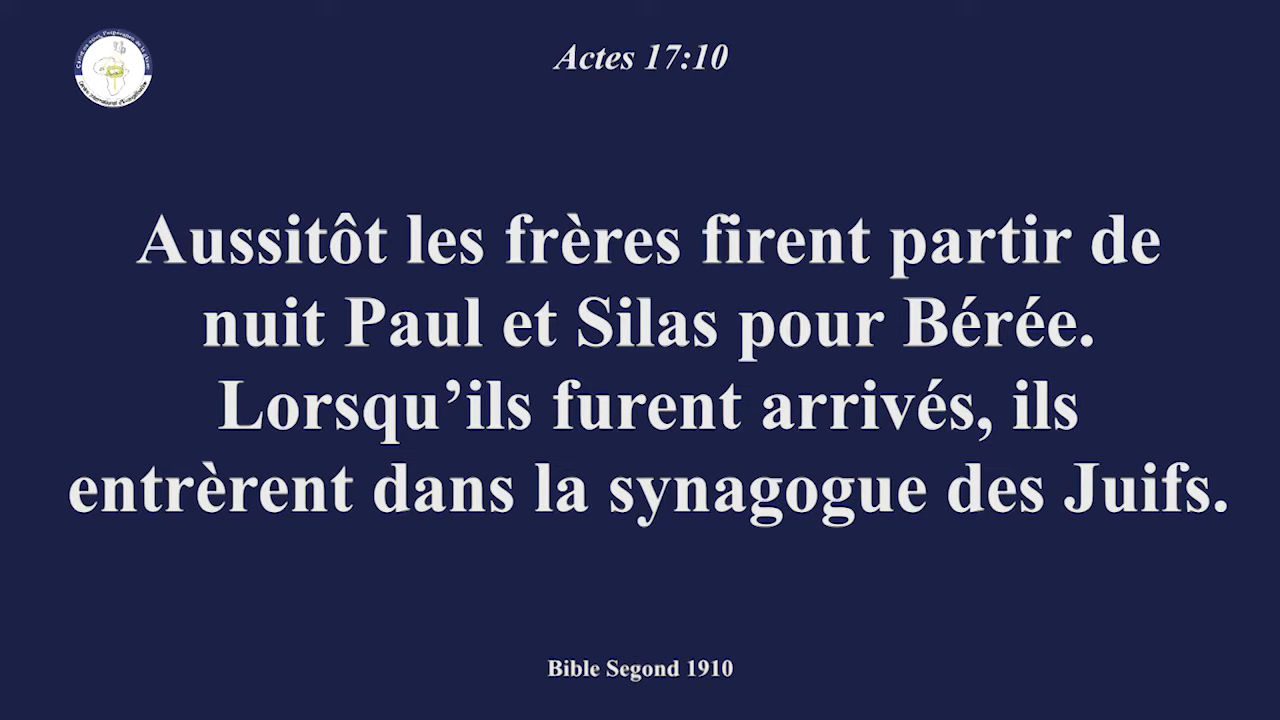 Actes 17:10
Aussitôt les frères firent partir de
nuit Paul et Silas pour Bérée.
Lorsqu’ils furent arrivés, ils
entrèrent dans la synagogue des Juifs.
Bible Segond 1910